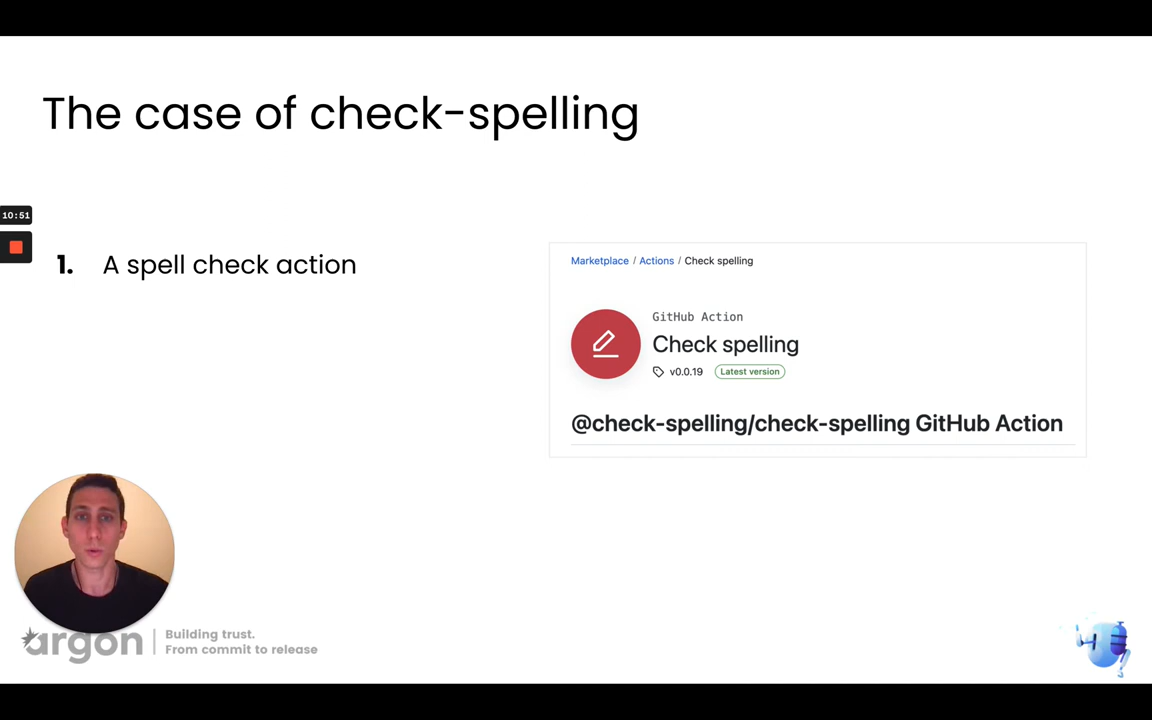 The case of check-spelling
10:51
1. A spell check action
Marketplace / Actions / Check spelling
GitHub Action
Check spelling
v0.0.19 Latest version
@check-spelling/check-spelling GitHub Action
argon
Building trust.
From commit to release